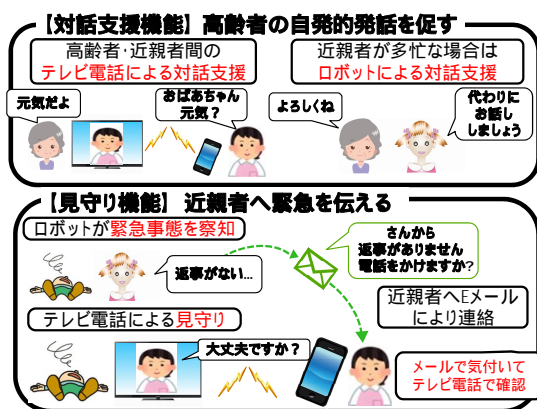 【対話支援機能】高齢者の自発的発話を促す
高齢者・近親者間の
テレビ電話による対話支援
近親者が多忙な場合は
ロボットによる対話支援
元気だよ
おばあちゃん
元気?
よろしくね
代わりに
お話し
しましょう
【見守り機能】近親者へ緊急を伝える
ロボットが緊急事態を察知
返事がない…
さんから
返事がありません
電話をかけますか?
近親者へEメール
により連絡
テレビ電話による見守り
大丈夫ですか?
メールで気付いて
テレビ電話で確認